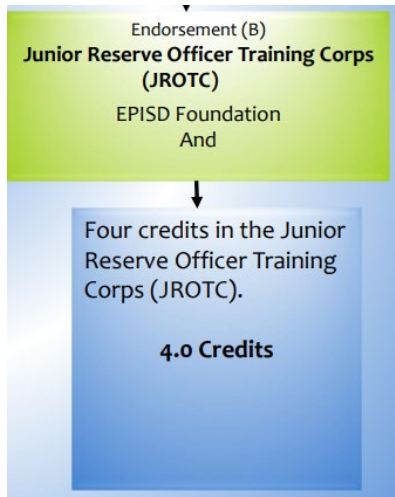 Endorsement (B)
Junior Reserve Officer Training Corps
(JROTC)
EPISD Foundation
And
Four credits in the Junior
Reserve Officer Training
Corps (JROTC).
4.0 Credits